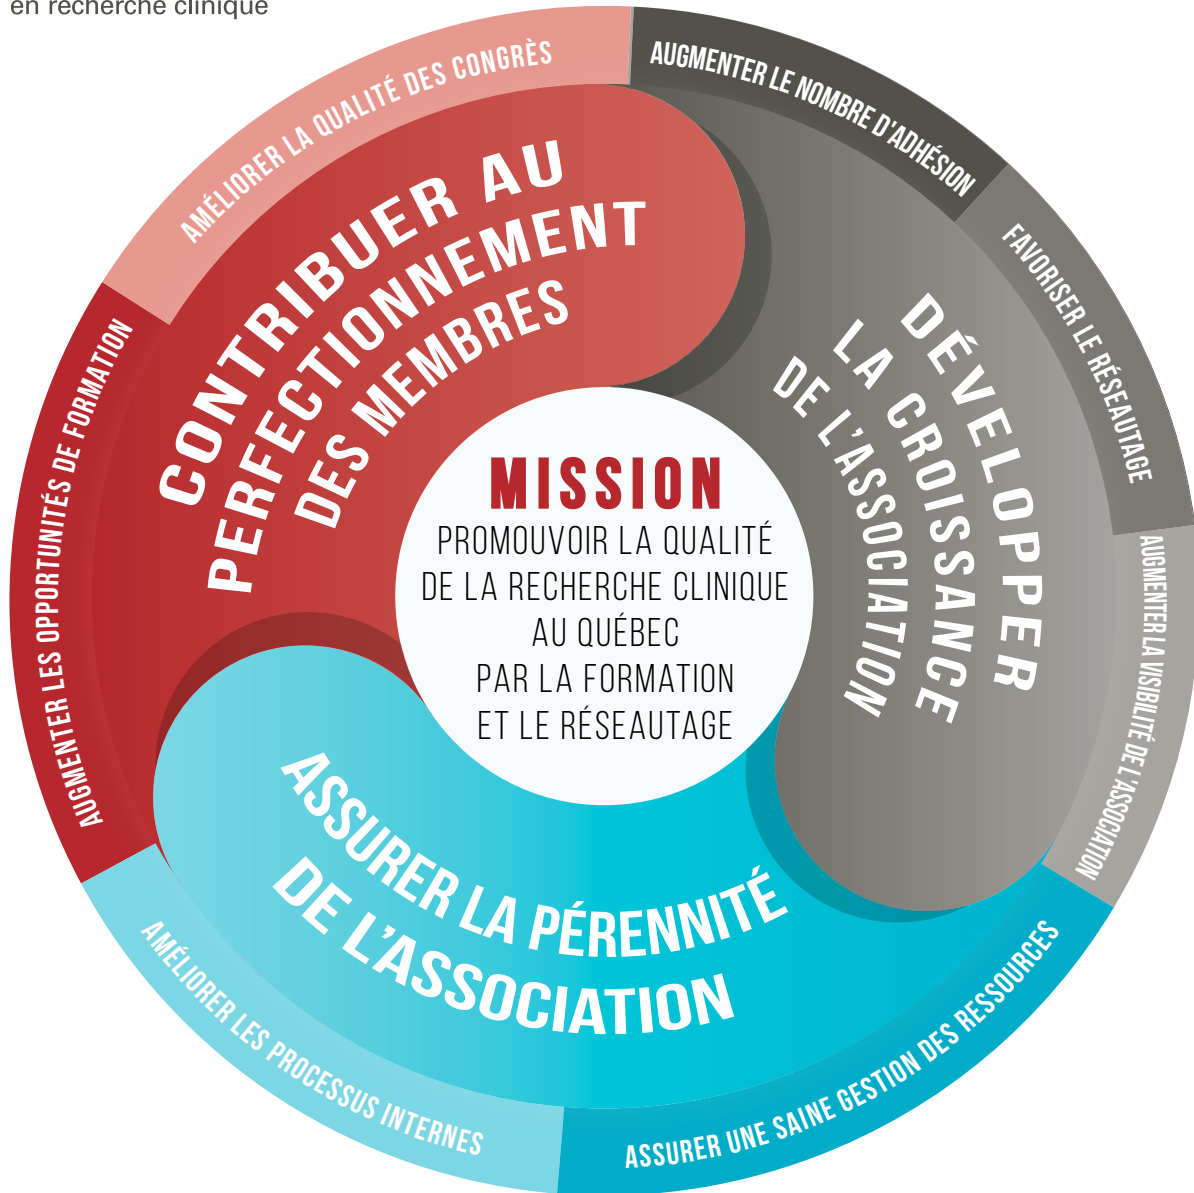 en recherche clinique
AMÉLIORER LA QUALITÉ DES CONGRÈS
AUGMENTER LE NOMBRE D'ADHÉSION
FAVORISER LE RÉSEAUTAGE
AUGMENTER LA VISIBILITÉ DE L'ASSOCIATION
ASSURER UNE SAINE GESTION DES RESSOURCES
AMÉLIORER LES PROCESSUS INTERNES
AUGMENTER LES OPPORTUNITÉS DE FORMATION
CONTRIBUER AU
PERFECTIONNEMENT
DES MEMBRES
DÉVELOPPER
LA CROISSANCE
DE L'ASSOCIATION
ASSURER LA PÉRENNITÉ
DE L'ASSOCIATION
MISSION
PROMOUVOIR LA QUALITÉ
DE LA RECHERCHE CLINIQUE
AU QUÉBEC
PAR LA FORMATION
ET LE RÉSEAUTAGE